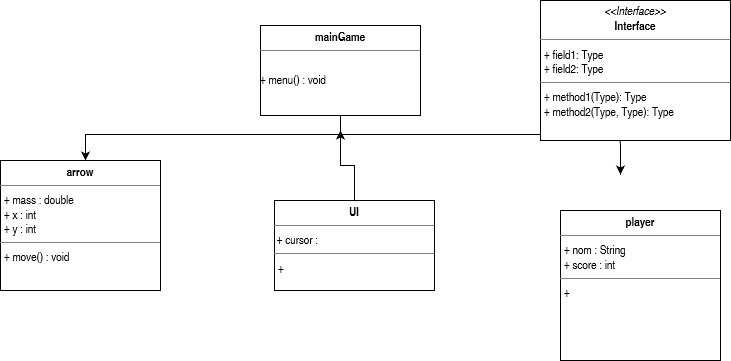 <<Interface>>
Interface
+ field1: Type
+ field2: Type
+ method1(Type): Type
+ method2(Type, Type): Type
mainGame
+ menu() : void
arrow
+ mass : double
+ x : int
+ y : int
+ move() : void
UI
+ cursor :
+
player
+ nom : String
+ score : int
+